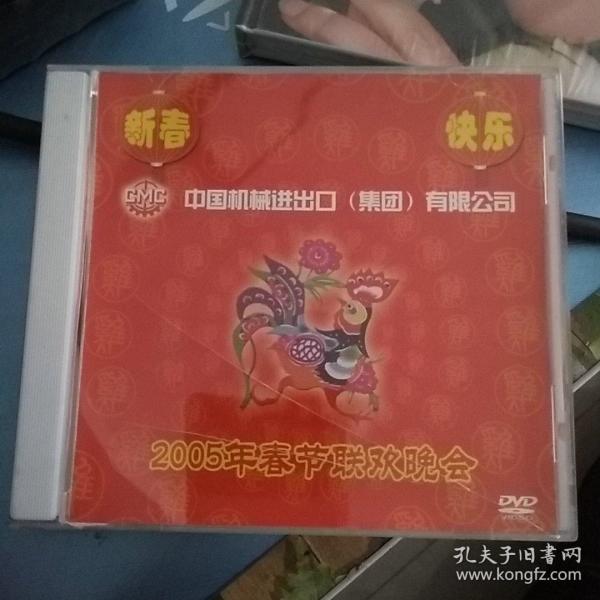 新春 快乐
CMC 中国机械进出口（集团）有限公司
2005年春节联欢晚会
DVD
VIDEO
孔夫子旧书网
www.kongfz.com